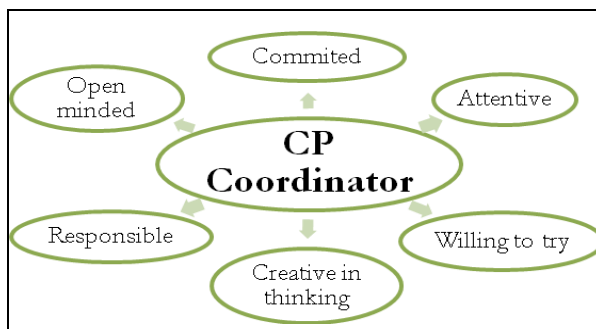 Commited
Open
minded
Attentive
CP
Coordinator
Responsible
Willing to try
Creative in
thinking